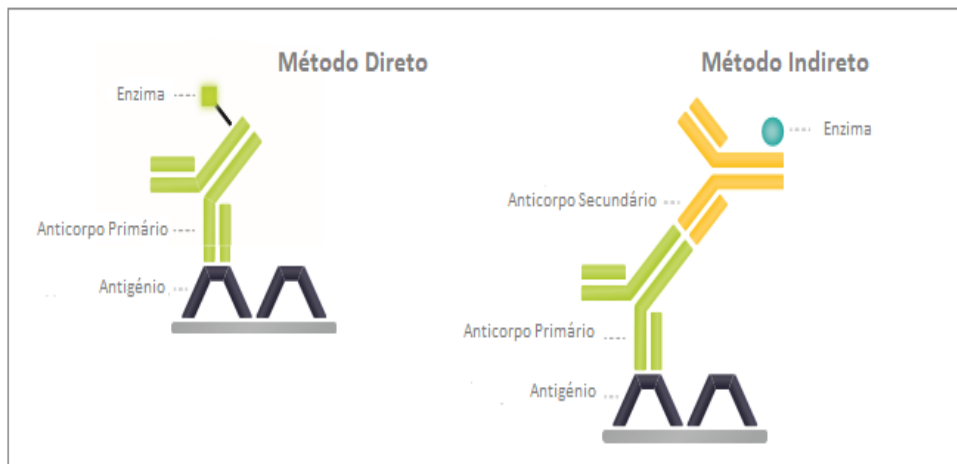 Método Direto
Enzima
Anticorpo Primário
Antigénio
Método Indireto
Enzima
Anticorpo Secundário
Anticorpo Primário
Antigénio